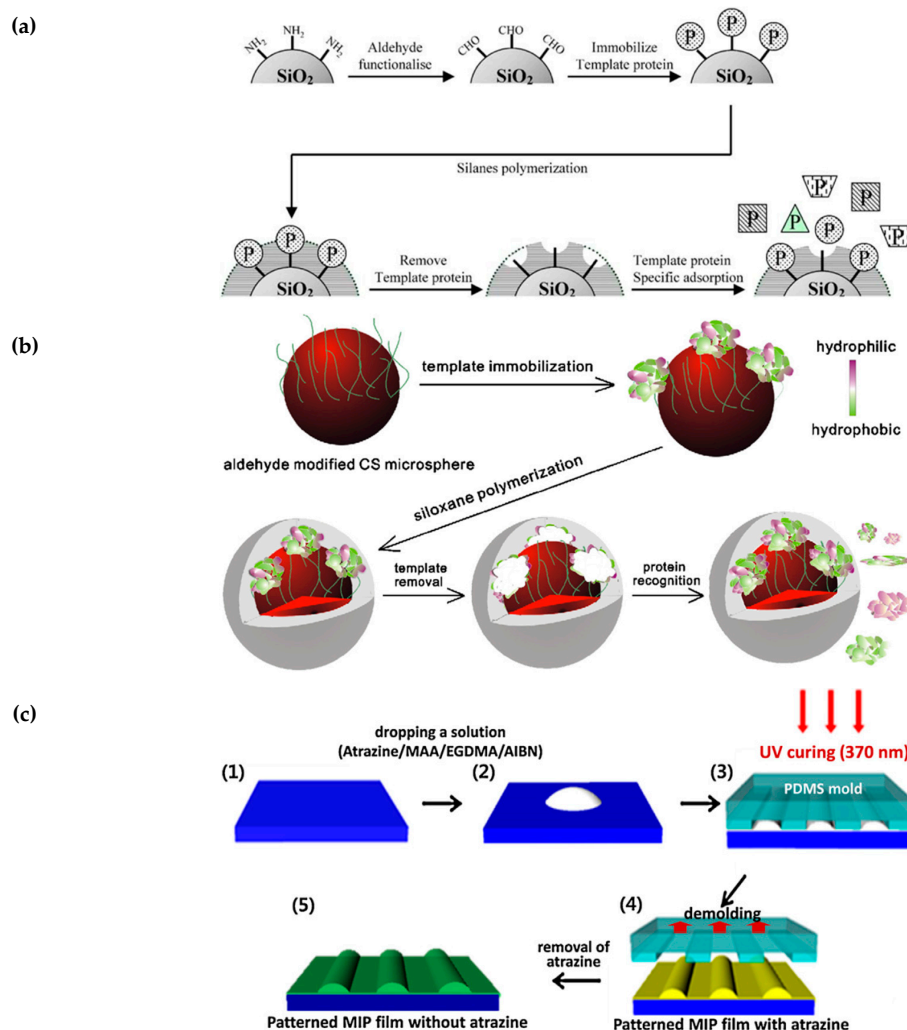 (a)
NH2 NH2 NH2
SiO2
Aldehyde
functionalise
CHO CHO CHO
SiO2
Immobilize
Template protein
P P P
SiO2
Silanes polymerization
P P P
SiO2
Remove
Template protein
SiO2
Template protein
Specific adsorption
P P P P P P
P P
SiO2
(b)
template immobilization
hydrophilic
hydrophobic
aldehyde modified CS microsphere
siloxane polymerization
template
removal
protein
recognition
(c)
dropping a solution
(Atrazine/MAA/EGDMA/AIBN)
UV curing (370 nm)
(1)
(2)
(3)
PDMS mold
(5)
(4)
demolding
removal of
atrazine
Patterned MIP film without atrazine
Patterned MIP film with atrazine